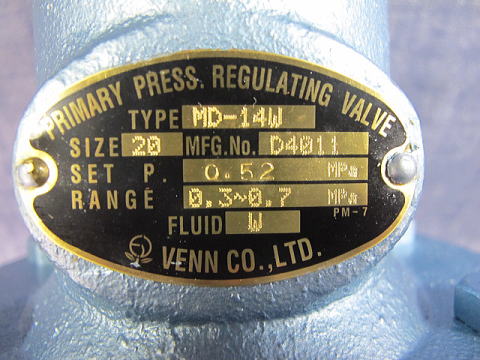 PRIMARY PRESS. REGULATING VALVE
TYPE MD-14W
SIZE 20 MFG.No. D4011
SET P. 0.52 MPa
RANGE 0.3~0.7 MPa
PM-7
FLUID W
VENN CO.,LTD.